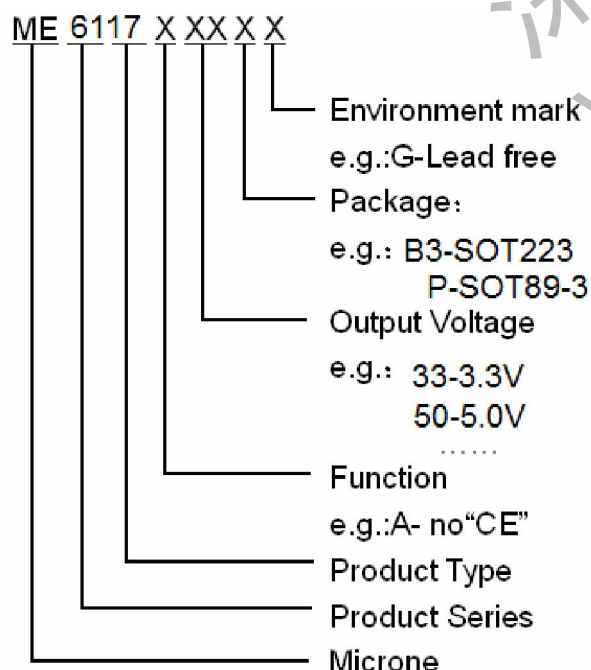 ME 6117 X XX X X
Environment mark
e.g.:G-Lead free
Package：
e.g.：B3-SOT223
P-SOT89-3
Output Voltage
e.g.： 33-3.3V
50-5.0V
……
Function
e.g.:A- no“CE”
Product Type
Product Series
Microne